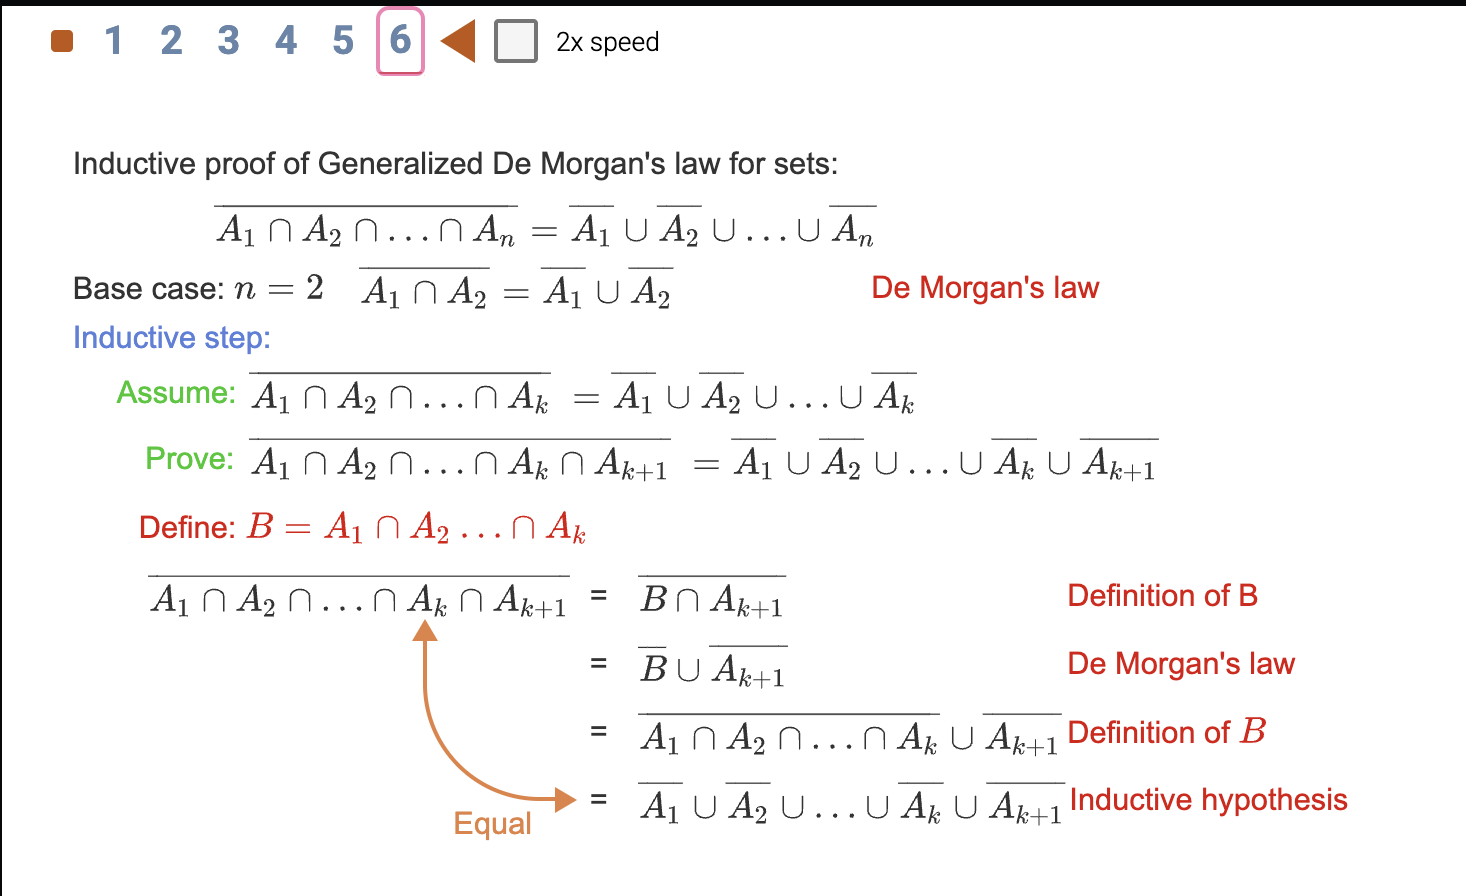 1 2 3 4 5 6 2x speed
Inductive proof of Generalized De Morgan's law for sets:
$\overline{A_1 \cap A_2 \cap \ldots \cap A_n} = \overline{A_1} \cup \overline{A_2} \cup \ldots \cup \overline{A_n}$
Base case: $n = 2$ $\overline{A_1 \cap A_2} = \overline{A_1} \cup \overline{A_2}$ De Morgan's law
Inductive step:
Assume: $\overline{A_1 \cap A_2 \cap \ldots \cap A_k} = \overline{A_1} \cup \overline{A_2} \cup \ldots \cup \overline{A_k}$
Prove: $\overline{A_1 \cap A_2 \cap \ldots \cap A_k \cap A_{k+1}} = \overline{A_1} \cup \overline{A_2} \cup \ldots \cup \overline{A_k} \cup \overline{A_{k+1}}$
Define: $B = A_1 \cap A_2 \ldots \cap A_k$
$\overline{A_1 \cap A_2 \cap \ldots \cap A_k \cap A_{k+1}} = \overline{B \cap A_{k+1}}$ Definition of B
$= \overline{B} \cup \overline{A_{k+1}}$ De Morgan's law
$= \overline{A_1 \cap A_2 \cap \ldots \cap A_k} \cup \overline{A_{k+1}}$ Definition of $B$
$= \overline{A_1} \cup \overline{A_2} \cup \ldots \cup \overline{A_k} \cup \overline{A_{k+1}}$ Inductive hypothesis
Equal